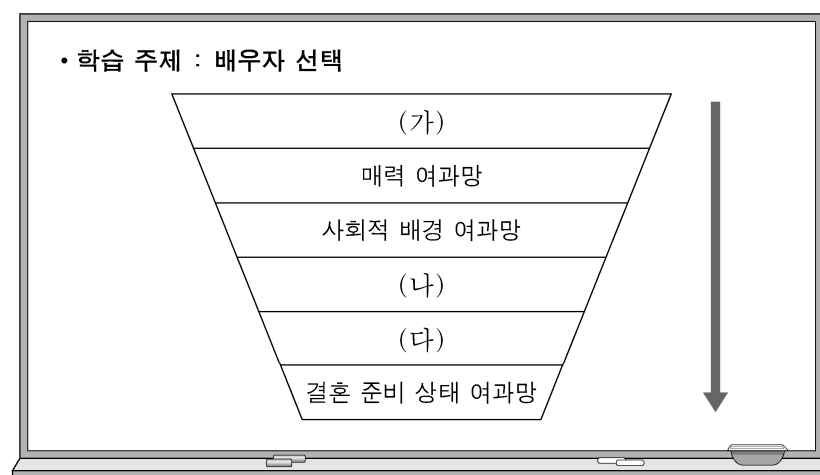 • 학습 주제 : 배우자 선택
(가)
매력 여과망
사회적 배경 여과망
(나)
(다)
결혼 준비 상태 여과망